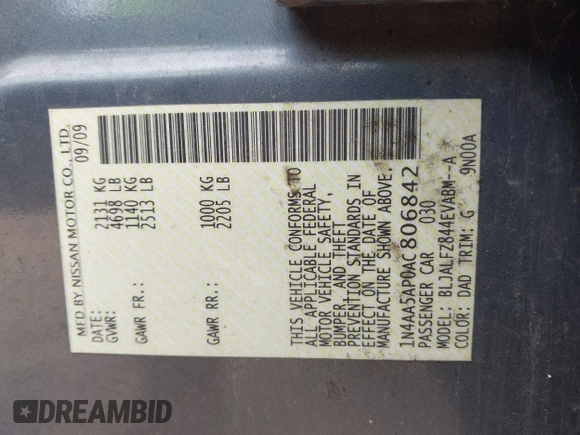 MFD BY NISSAN MOTOR CO., LTD.
DATE: 09/09
GVWR: 2131 KG
4698 LB
GAWR FR.: 1140 KG
2513 LB
GAWR RR.: 1000 KG
2205 LB
THIS VEHICLE CONFORMS TO
ALL APPLICABLE FEDERAL
MOTOR VEHICLE SAFETY,
BUMPER, AND THEFT
PREVENTION STANDARDS IN
EFFECT ON THE DATE OF
MANUFACTURE SHOWN ABOVE.
1N4AA5AP0AC806842
PASSENGER CAR 030
MODEL: BLJALFZ844EVABM--A
COLOR: DAD TRIM: G 9N00A
DREAMBID